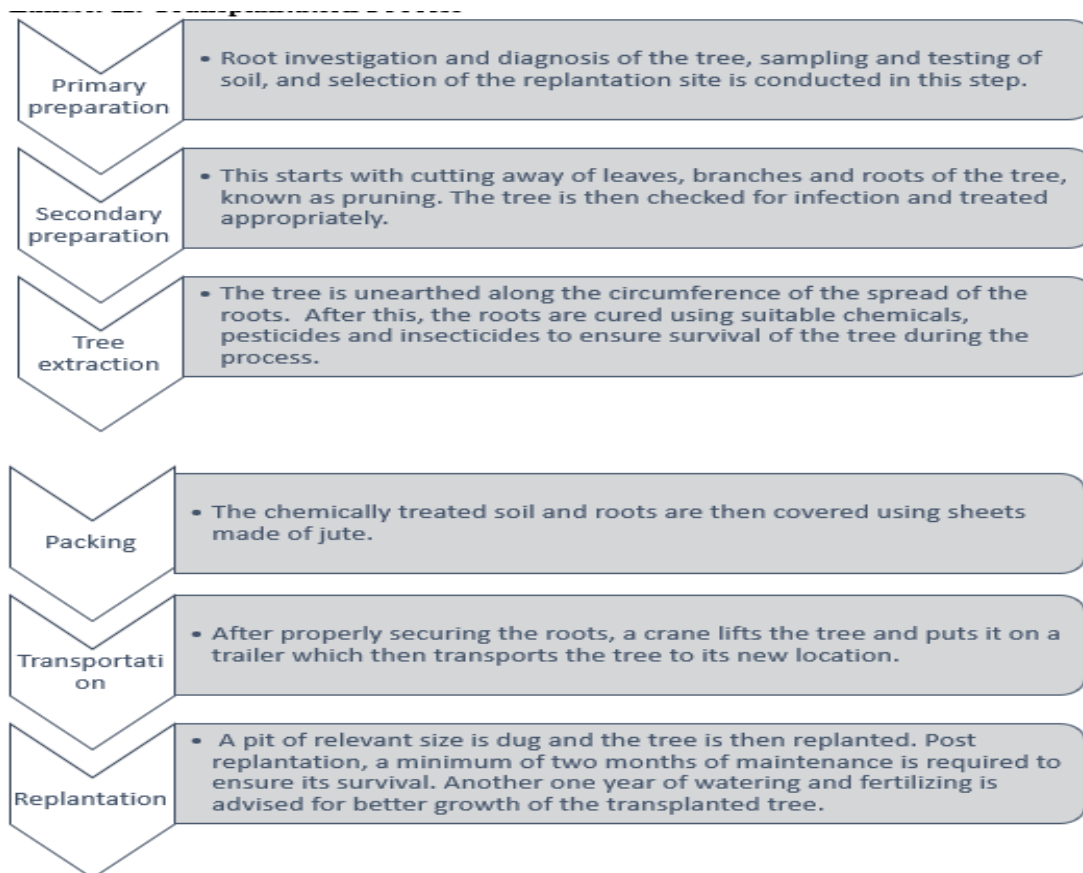 Primary
preparation
• Root investigation and diagnosis of the tree, sampling and testing of
soil, and selection of the replantation site is conducted in this step.
Secondary
preparation
• This starts with cutting away of leaves, branches and roots of the tree,
known as pruning. The tree is then checked for infection and treated
appropriately.
Tree
extraction
• The tree is unearthed along the circumference of the spread of the
roots. After this, the roots are cured using suitable chemicals,
pesticides and insecticides to ensure survival of the tree during the
process.
Packing
• The chemically treated soil and roots are then covered using sheets
made of jute.
Transportati
on
• After properly securing the roots, a crane lifts the tree and puts it on a
trailer which then transports the tree to its new location.
Replantation
• A pit of relevant size is dug and the tree is then replanted. Post
replantation, a minimum of two months of maintenance is required to
ensure its survival. Another one year of watering and fertilizing is
advised for better growth of the transplanted tree.